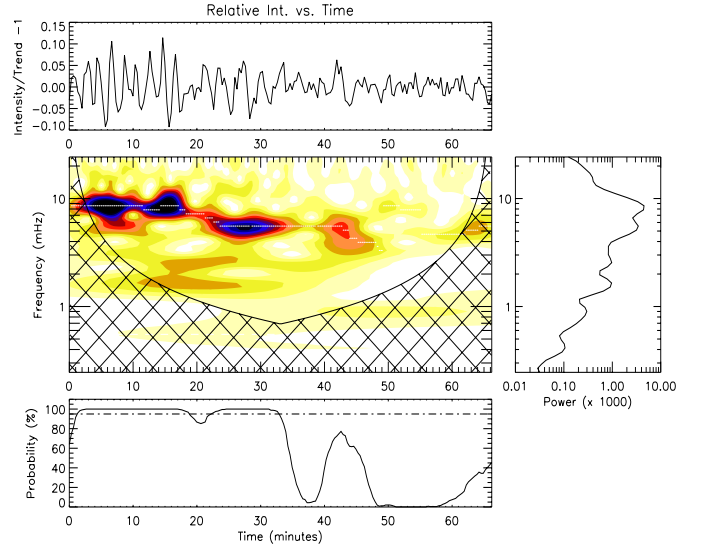 Relative Int. vs. Time
Intensity/Trend -1
0.15
0.10
0.05
0.00
-0.05
-0.10
0 10 20 30 40 50 60
Frequency (mHz)
10
1
0 10 20 30 40 50 60
10
1
0.01 0.10 1.00 10.00
Power (x 1000)
Probability (%)
100
80
60
40
20
0
0 10 20 30 40 50 60
Time (minutes)